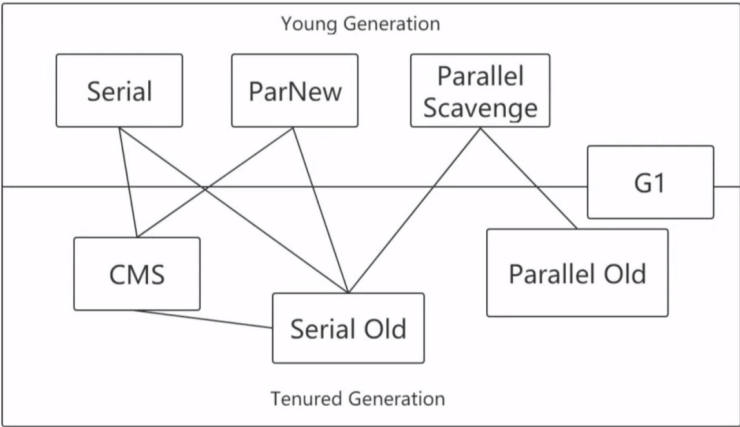 Young Generation
Serial
ParNew
Parallel
Scavenge
G1
CMS
Parallel Old
Serial Old
Tenured Generation